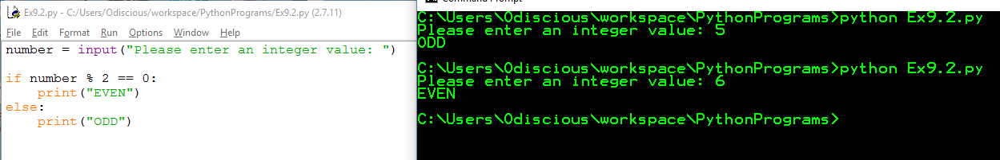 Ex9.2.py - C:/Users/Odiscious/workspace/PythonPrograms/Ex9.2.py (2.7.11)
File Edit Format Run Options Window Help
number = input("Please enter an integer value: ")
if number % 2 == 0:
    print("EVEN")
else:
    print("ODD")
Command Prompt
C:\Users\Odiscious\workspace\PythonPrograms>python Ex9.2.py
Please enter an integer value: 5
ODD
C:\Users\Odiscious\workspace\PythonPrograms>python Ex9.2.py
Please enter an integer value: 6
EVEN
C:\Users\Odiscious\workspace\PythonPrograms>